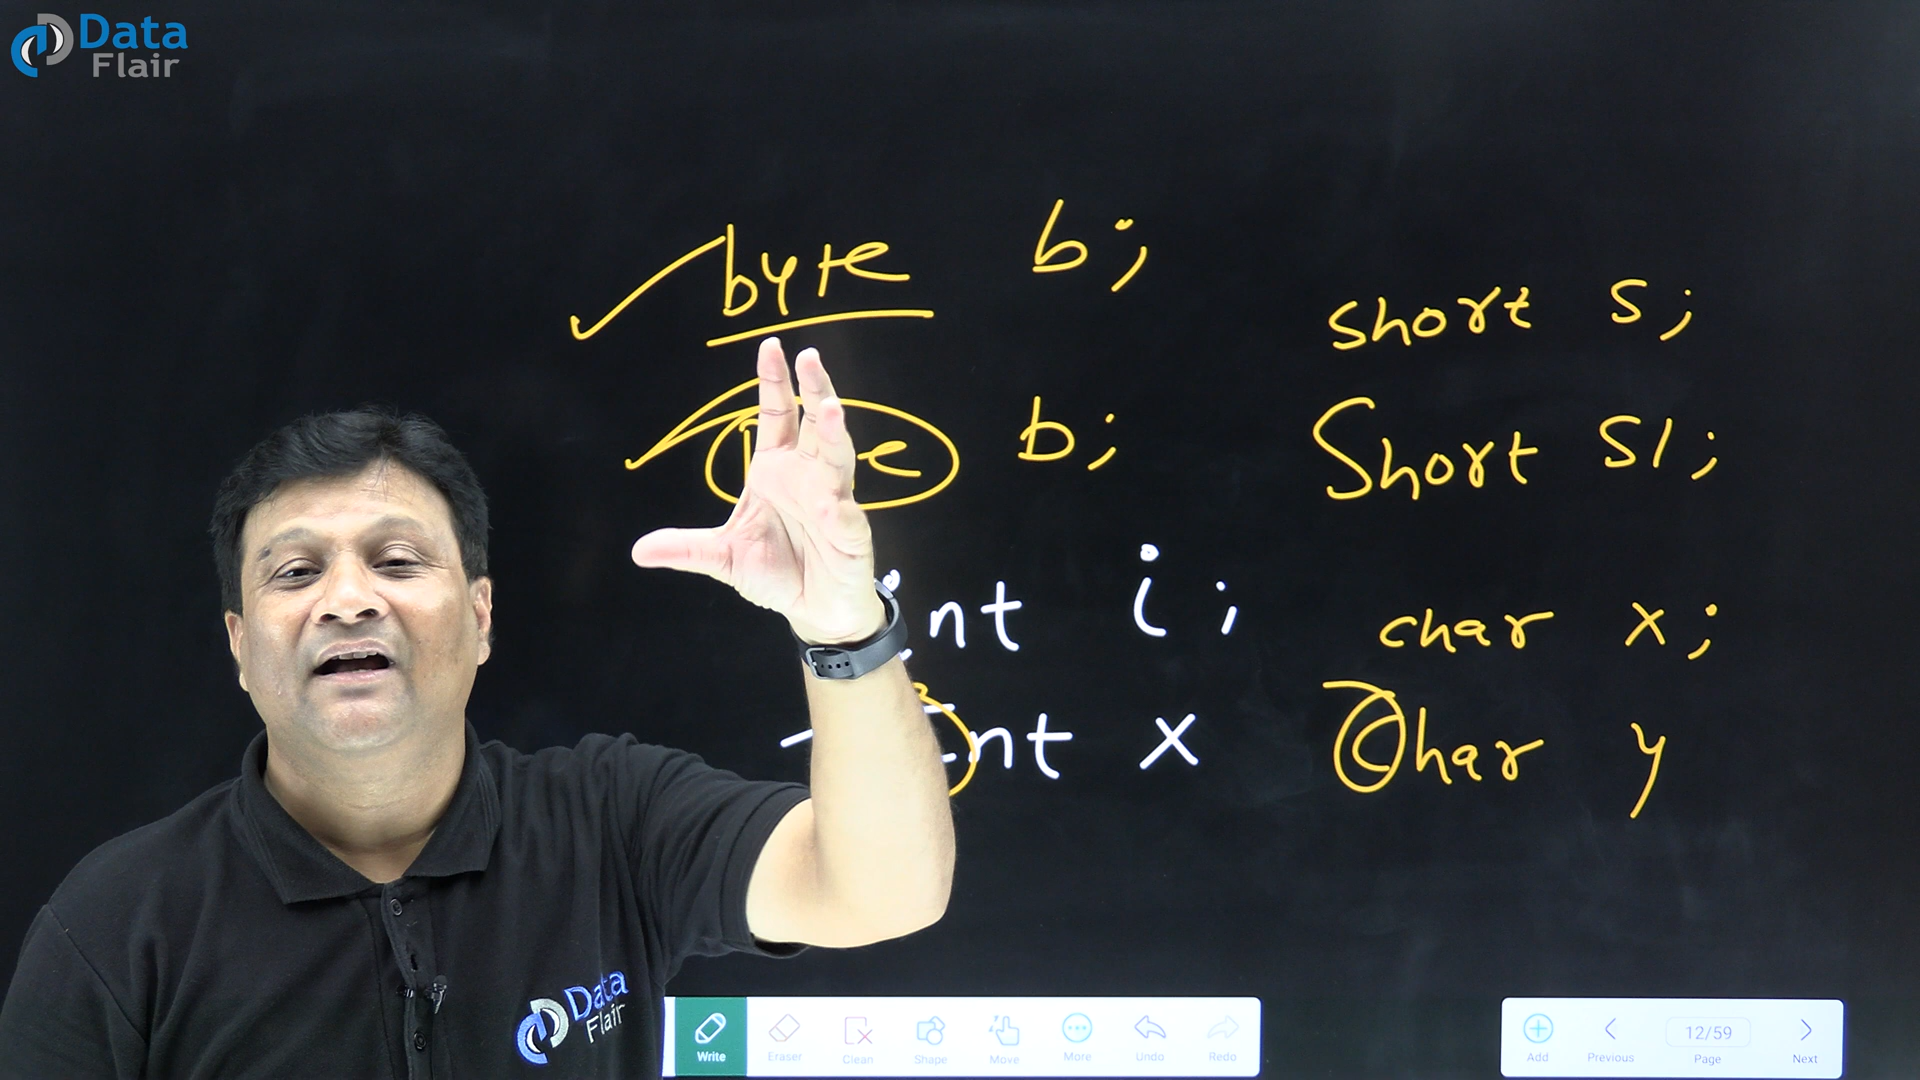 Data
Flair
byte b;
short s;
b;
Short s1;
int i;
char x;
int x
Char y
Data
Flair
Write
Eraser
Clean
Shape
Move
More
Undo
Redo
Add
Previous
12/59
Page
Next